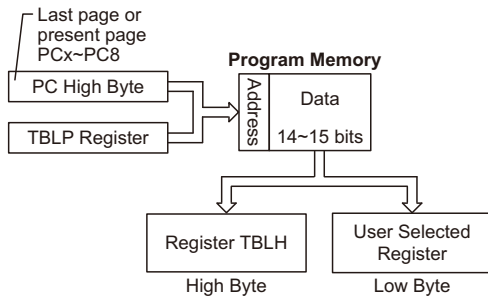 Last page or
present page
PCx~PC8
Program Memory
PC High Byte
TBLP Register
Address
Data
14~15 bits
Register TBLH
User Selected
Register
High Byte
Low Byte